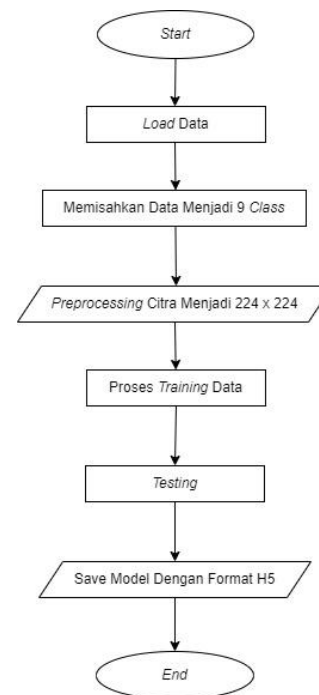 Start
Load Data
Memisahkan Data Menjadi 9 Class
Preprocessing Citra Menjadi 224 x 224
Proses Training Data
Testing
Save Model Dengan Format H5
End